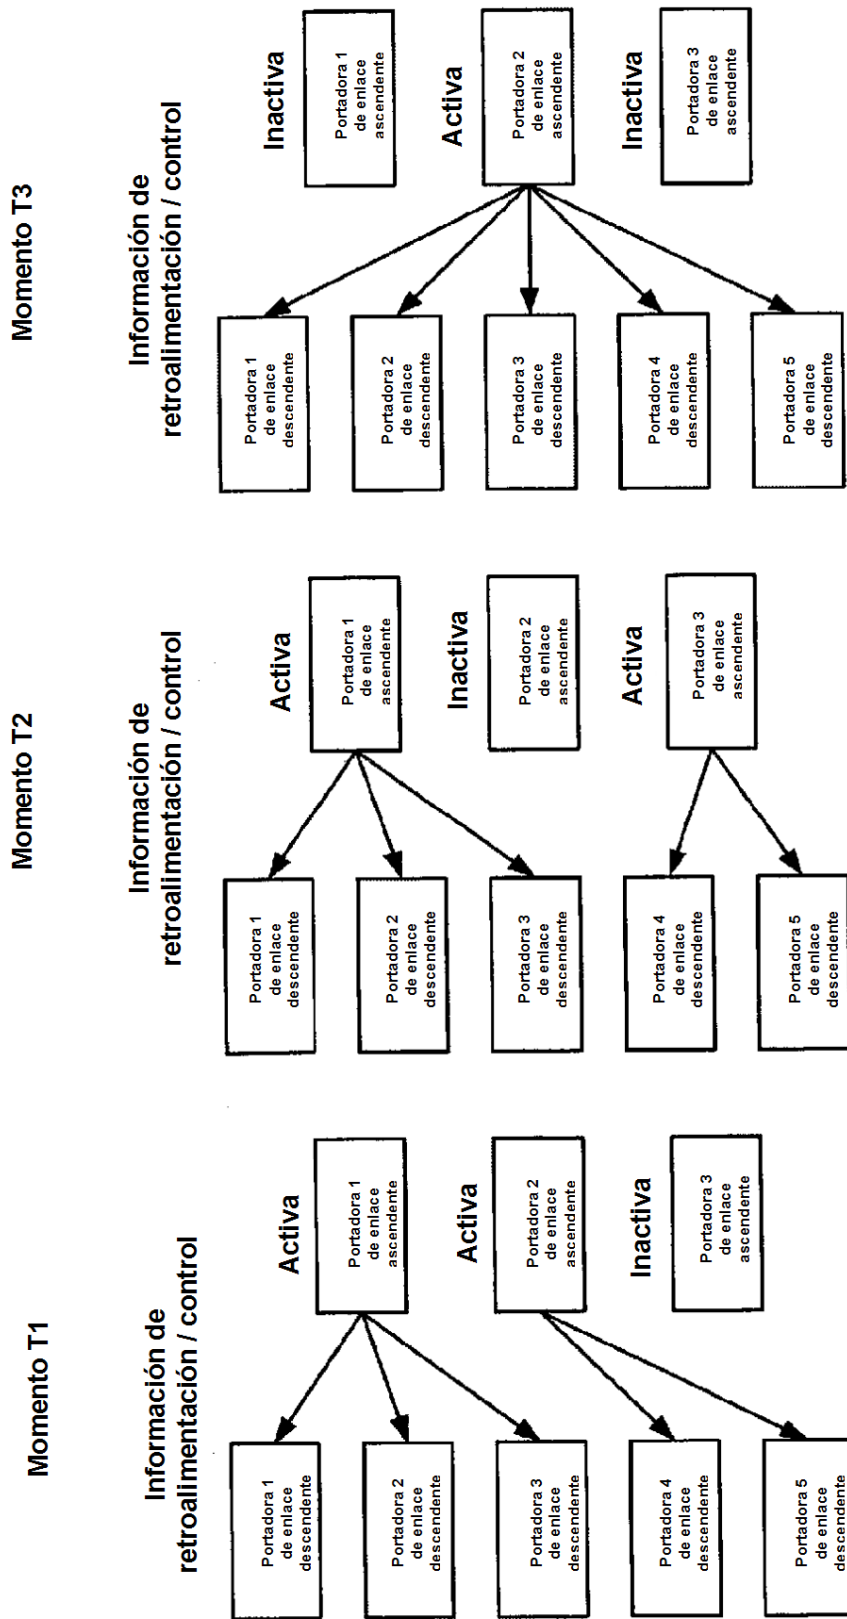 Momento T1
Información de
retroalimentación / control
Portadora 1
de enlace
descendente
Portadora 2
de enlace
descendente
Portadora 3
de enlace
descendente
Portadora 4
de enlace
descendente
Portadora 5
de enlace
descendente
Activa
Portadora 1
de enlace
ascendente
Activa
Portadora 2
de enlace
ascendente
Inactiva
Portadora 3
de enlace
ascendente
Momento T2
Información de
retroalimentación / control
Portadora 1
de enlace
descendente
Portadora 2
de enlace
descendente
Portadora 3
de enlace
descendente
Portadora 4
de enlace
descendente
Portadora 5
de enlace
descendente
Activa
Portadora 1
de enlace
ascendente
Inactiva
Portadora 2
de enlace
ascendente
Activa
Portadora 3
de enlace
ascendente
Momento T3
Información de
retroalimentación / control
Portadora 1
de enlace
descendente
Portadora 2
de enlace
descendente
Portadora 3
de enlace
descendente
Portadora 4
de enlace
descendente
Portadora 5
de enlace
descendente
Inactiva
Portadora 1
de enlace
ascendente
Activa
Portadora 2
de enlace
ascendente
Inactiva
Portadora 3
de enlace
ascendente